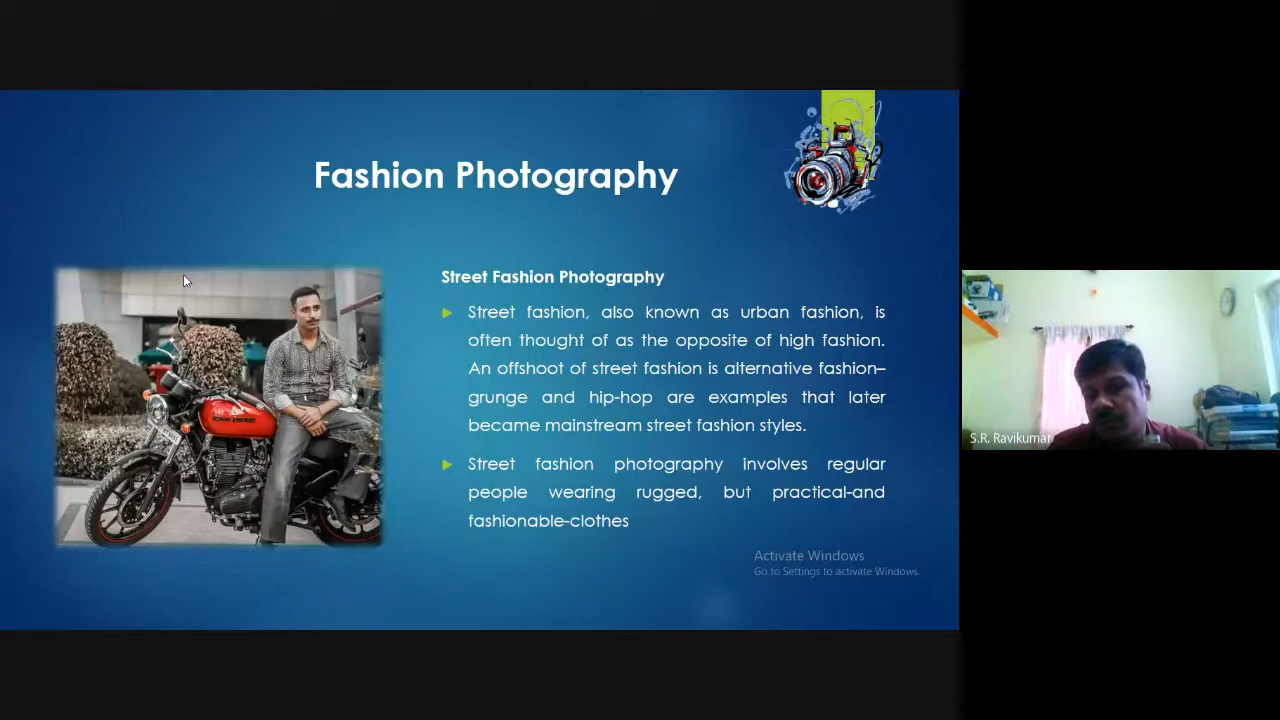 Fashion Photography
Street Fashion Photography
Street fashion, also known as urban fashion, is
often thought of as the opposite of high fashion.
An offshoot of street fashion is alternative fashion–
grunge and hip-hop are examples that later
became mainstream street fashion styles.
Street fashion photography involves regular
people wearing rugged, but practical-and
fashionable-clothes
Activate Windows
Go to Settings to activate Windows.
S.R. Ravikumar